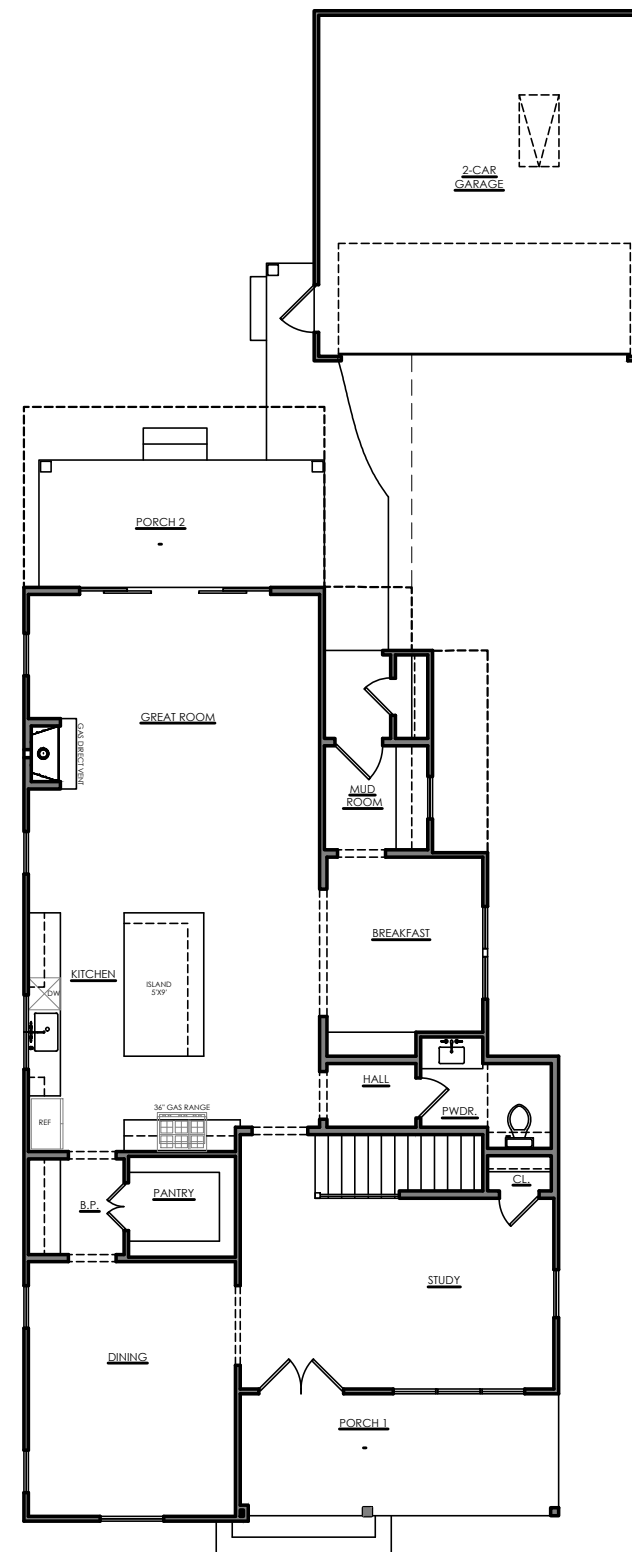 2-CAR
GARAGE
PORCH 2
GREAT ROOM
GAS DIRECT VENT
MUD
ROOM
BREAKFAST
KITCHEN
ISLAND
5'X9'
DW
HALL
36" GAS RANGE
PWDR.
REF
CL.
PANTRY
B.P.
STUDY
DINING
PORCH 1